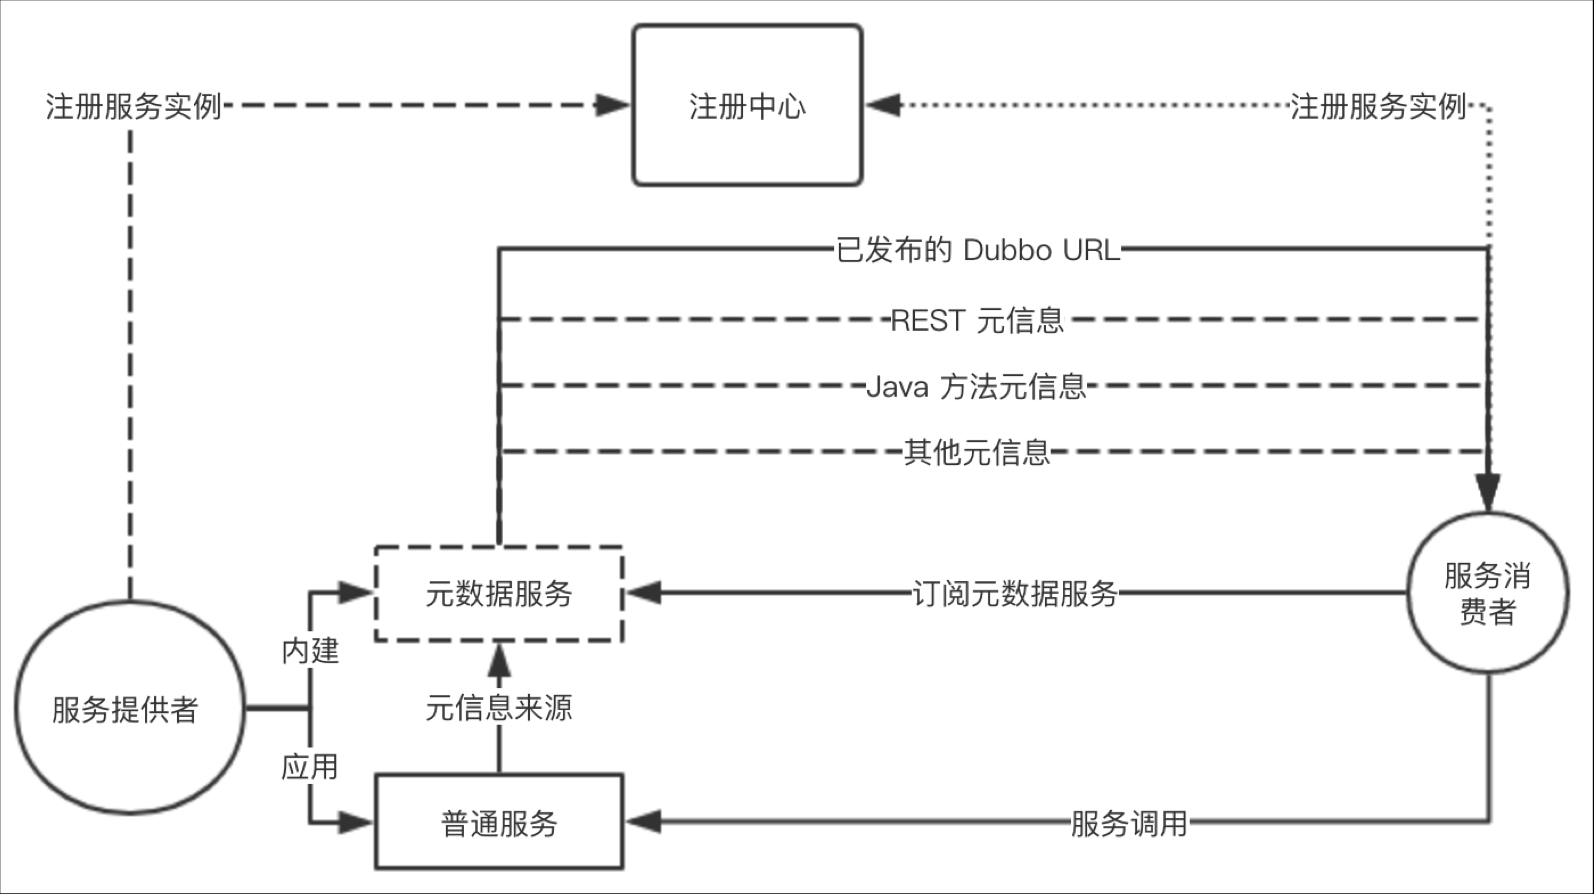 注册服务实例
注册中心
注册服务实例
已发布的 Dubbo URL
REST 元信息
Java 方法元信息
其他元信息
元数据服务
订阅元数据服务
服务消
费者
内建
服务提供者
元信息来源
应用
普通服务
服务调用